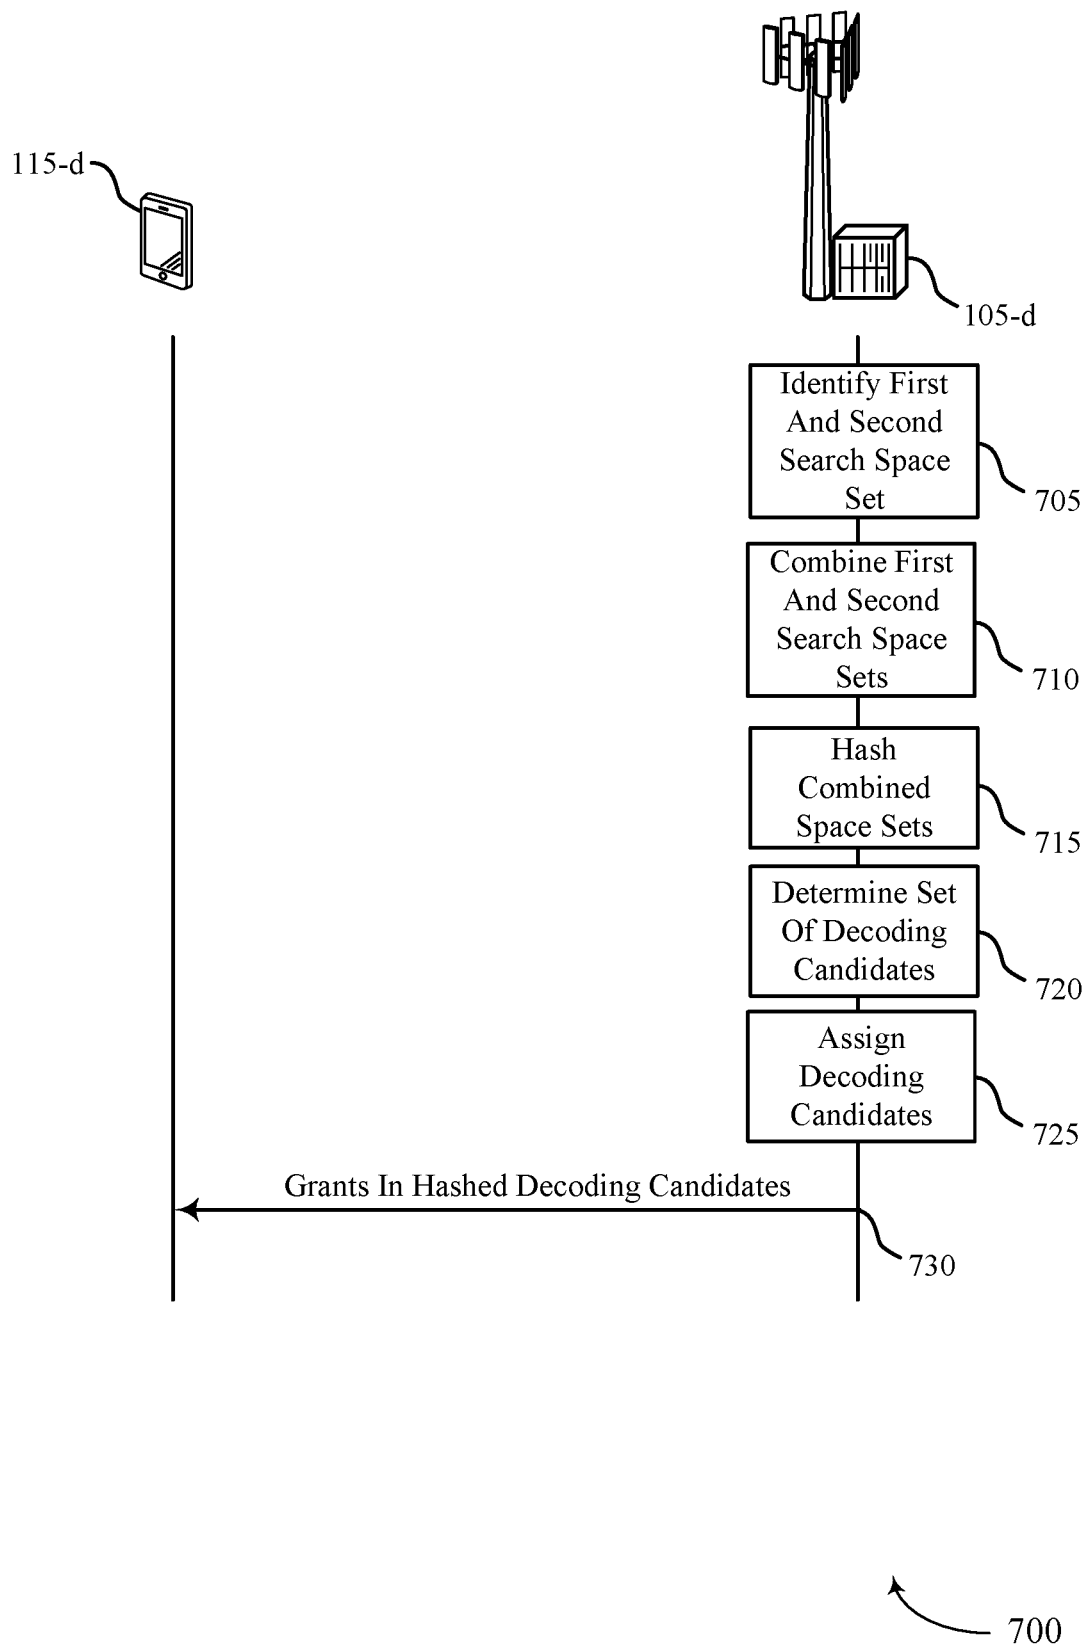 115-d
105-d
Identify First
And Second
Search Space
Set
705
Combine First
And Second
Search Space
Sets
710
Hash
Combined
Space Sets
715
Determine Set
Of Decoding
Candidates
720
Assign
Decoding
Candidates
725
Grants In Hashed Decoding Candidates
730
700